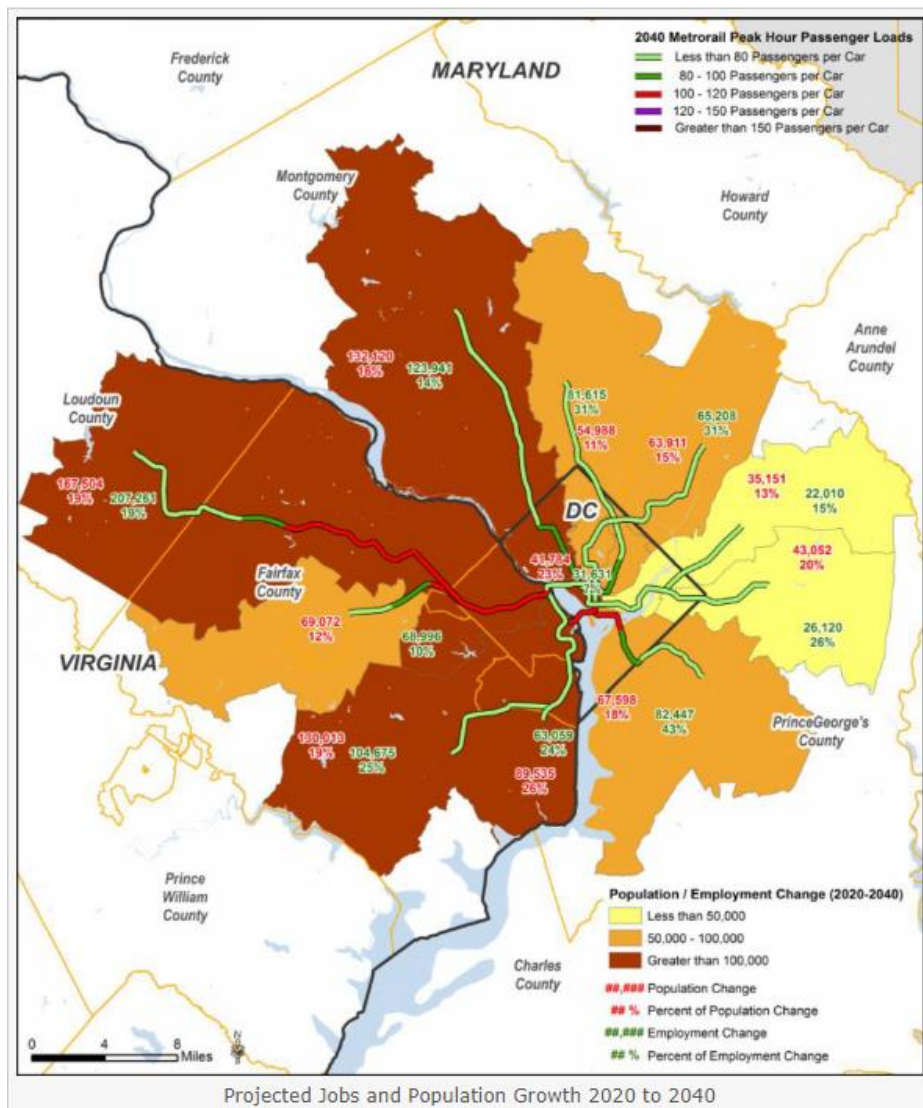 2040 Metrorail Peak Hour Passenger Loads
Less than 80 Passengers per Car
80 - 100 Passengers per Car
100 - 120 Passengers per Car
120 - 150 Passengers per Car
Greater than 150 Passengers per Car
Frederick
County
MARYLAND
Montgomery
County
Howard
County
Anne
Arundel
County
132,120
16%
123,941
14%
Loudoun
County
81,615
31%
65,208
31%
54,988
11%
63,911
15%
167,504
19%
207,261
19%
35,151
13%
22,010
15%
DC
41,784
23%
31,631
7%
43,052
20%
Fairfax
County
69,072
12%
68,996
10%
26,120
26%
VIRGINIA
67,598
18%
82,447
43%
Prince George's
County
130,013
19%
104,675
25%
63,059
24%
89,535
26%
Prince
William
County
Charles
County
Population / Employment Change (2020-2040)
Less than 50,000
50,000 - 100,000
Greater than 100,000
##,### Population Change
## % Percent of Population Change
##,### Employment Change
## % Percent of Employment Change
0 4 8
Miles
Projected Jobs and Population Growth 2020 to 2040